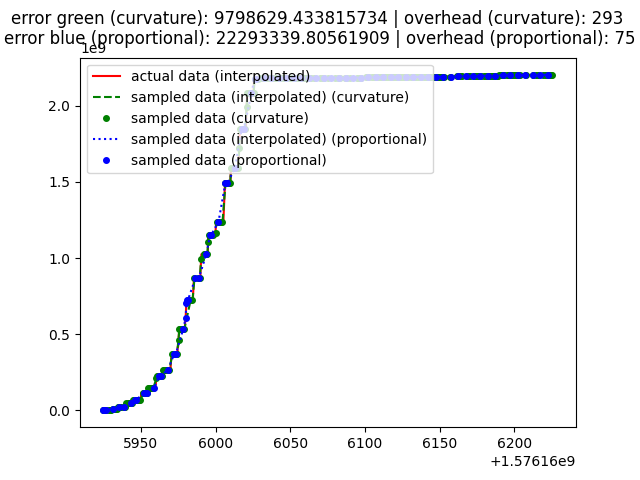 error green (curvature): 9798629.433815734 | overhead (curvature): 293
error blue (proportional): 22293339.80561909 | overhead (proportional): 75
1e9
actual data (interpolated)
sampled data (interpolated) (curvature)
sampled data (curvature)
sampled data (interpolated) (proportional)
sampled data (proportional)
2.0
1.5
1.0
0.5
0.0
5950 6000 6050 6100 6150 6200
+1.57616e9